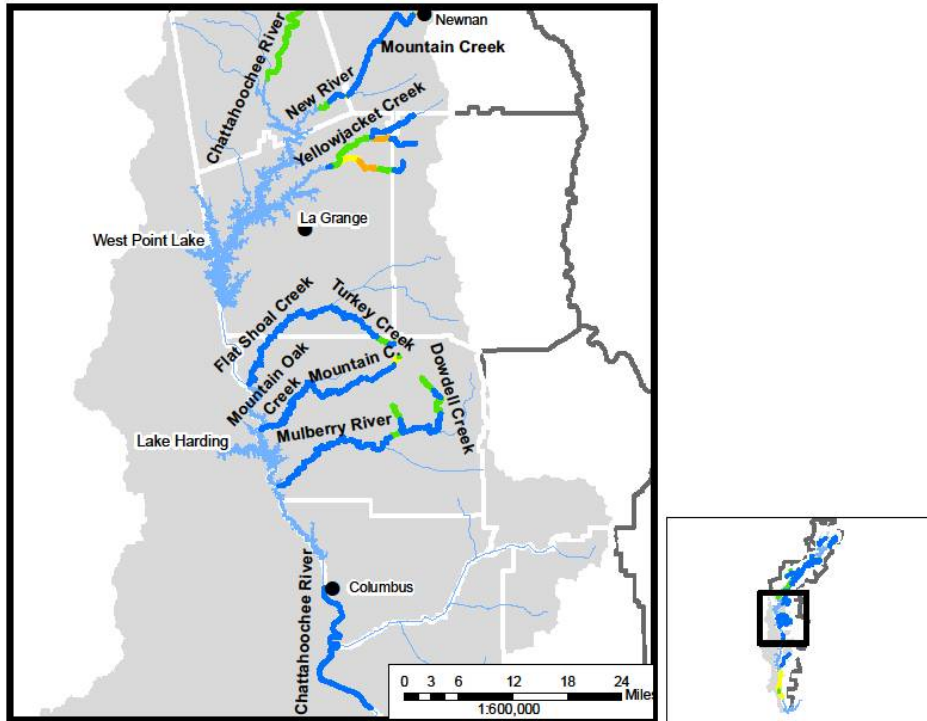 Newnan
Mountain Creek
Chattahoochee River
New River
Yellowjacket Creek
La Grange
West Point Lake
Flat Shoal Creek
Turkey Creek
Mountain Oak
Creek
Mountain C.
Dowdell Creek
Mulberry River
Lake Harding
Columbus
Chattahoochee River
0 3 6 12 18 24
Miles
1:600,000